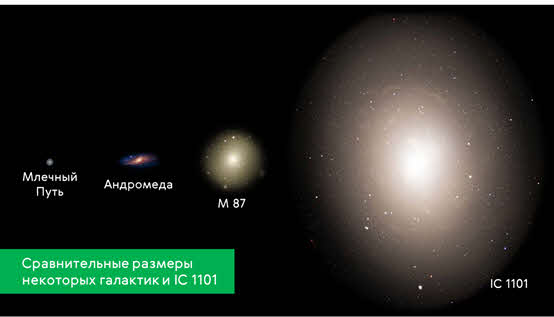 Млечный
Путь
Андромеда
М 87
IC 1101
Сравнительные размеры
некоторых галактик и IC 1101